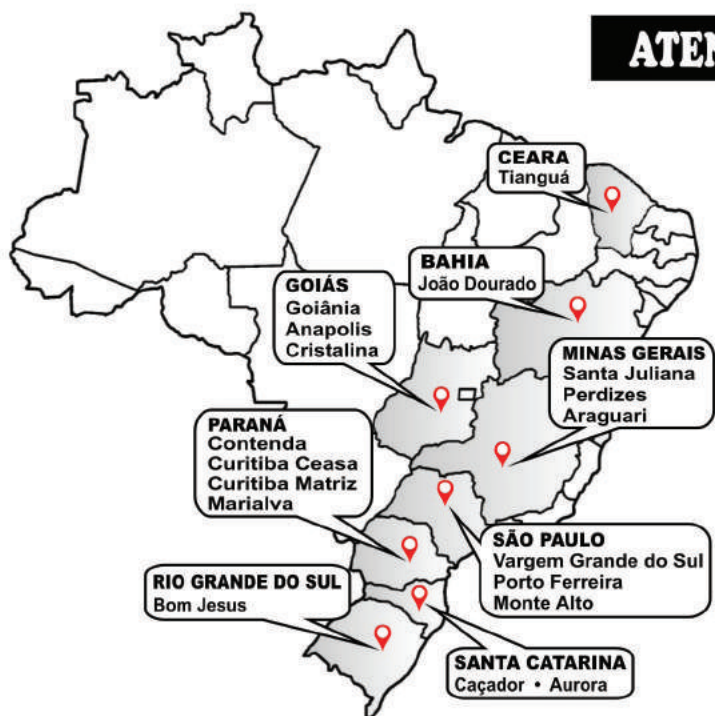 ATEN
CEARA
Tianguá
BAHIA
João Dourado
GOIÁS
Goiânia
Anapolis
Cristalina
MINAS GERAIS
Santa Juliana
Perdizes
Araguari
PARANÁ
Contenda
Curitiba Ceasa
Curitiba Matriz
Marialva
SÃO PAULO
Vargem Grande do Sul
Porto Ferreira
Monte Alto
RIO GRANDE DO SUL
Bom Jesus
SANTA CATARINA
Caçador • Aurora